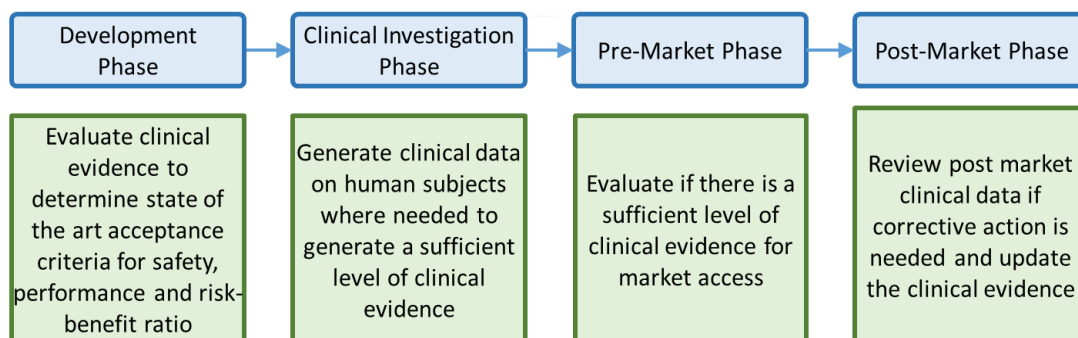 Development
Phase
Clinical Investigation
Phase
Pre-Market Phase
Post-Market Phase
Evaluate clinical
evidence to
determine state of
the art acceptance
criteria for safety,
performance and risk-
benefit ratio
Generate clinical data
on human subjects
where needed to
generate a sufficient
level of clinical
evidence
Evaluate if there is a
sufficient level of
clinical evidence for
market access
Review post market
clinical data if
corrective action is
needed and update
the clinical evidence